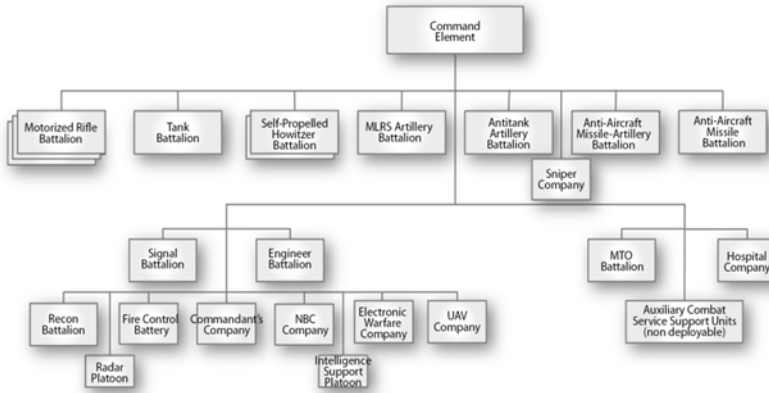 Command
Element
Motorized Rifle
Battalion
Tank
Battalion
Self-Propelled
Howitzer
Battalion
MLRS Artillery
Battalion
Antitank
Artillery
Battalion
Anti-Aircraft
Missile-Artillery
Battalion
Anti-Aircraft
Missile
Battalion
Sniper
Company
Signal
Battalion
Engineer
Battalion
MTO
Battalion
Hospital
Company
Recon
Battalion
Fire Control
Battery
Commandant's
Company
NBC
Company
Electronic
Warfare
Company
UAV
Company
Auxiliary Combat
Service Support Units
(non deployable)
Radar
Platoon
Intelligence
Support
Platoon